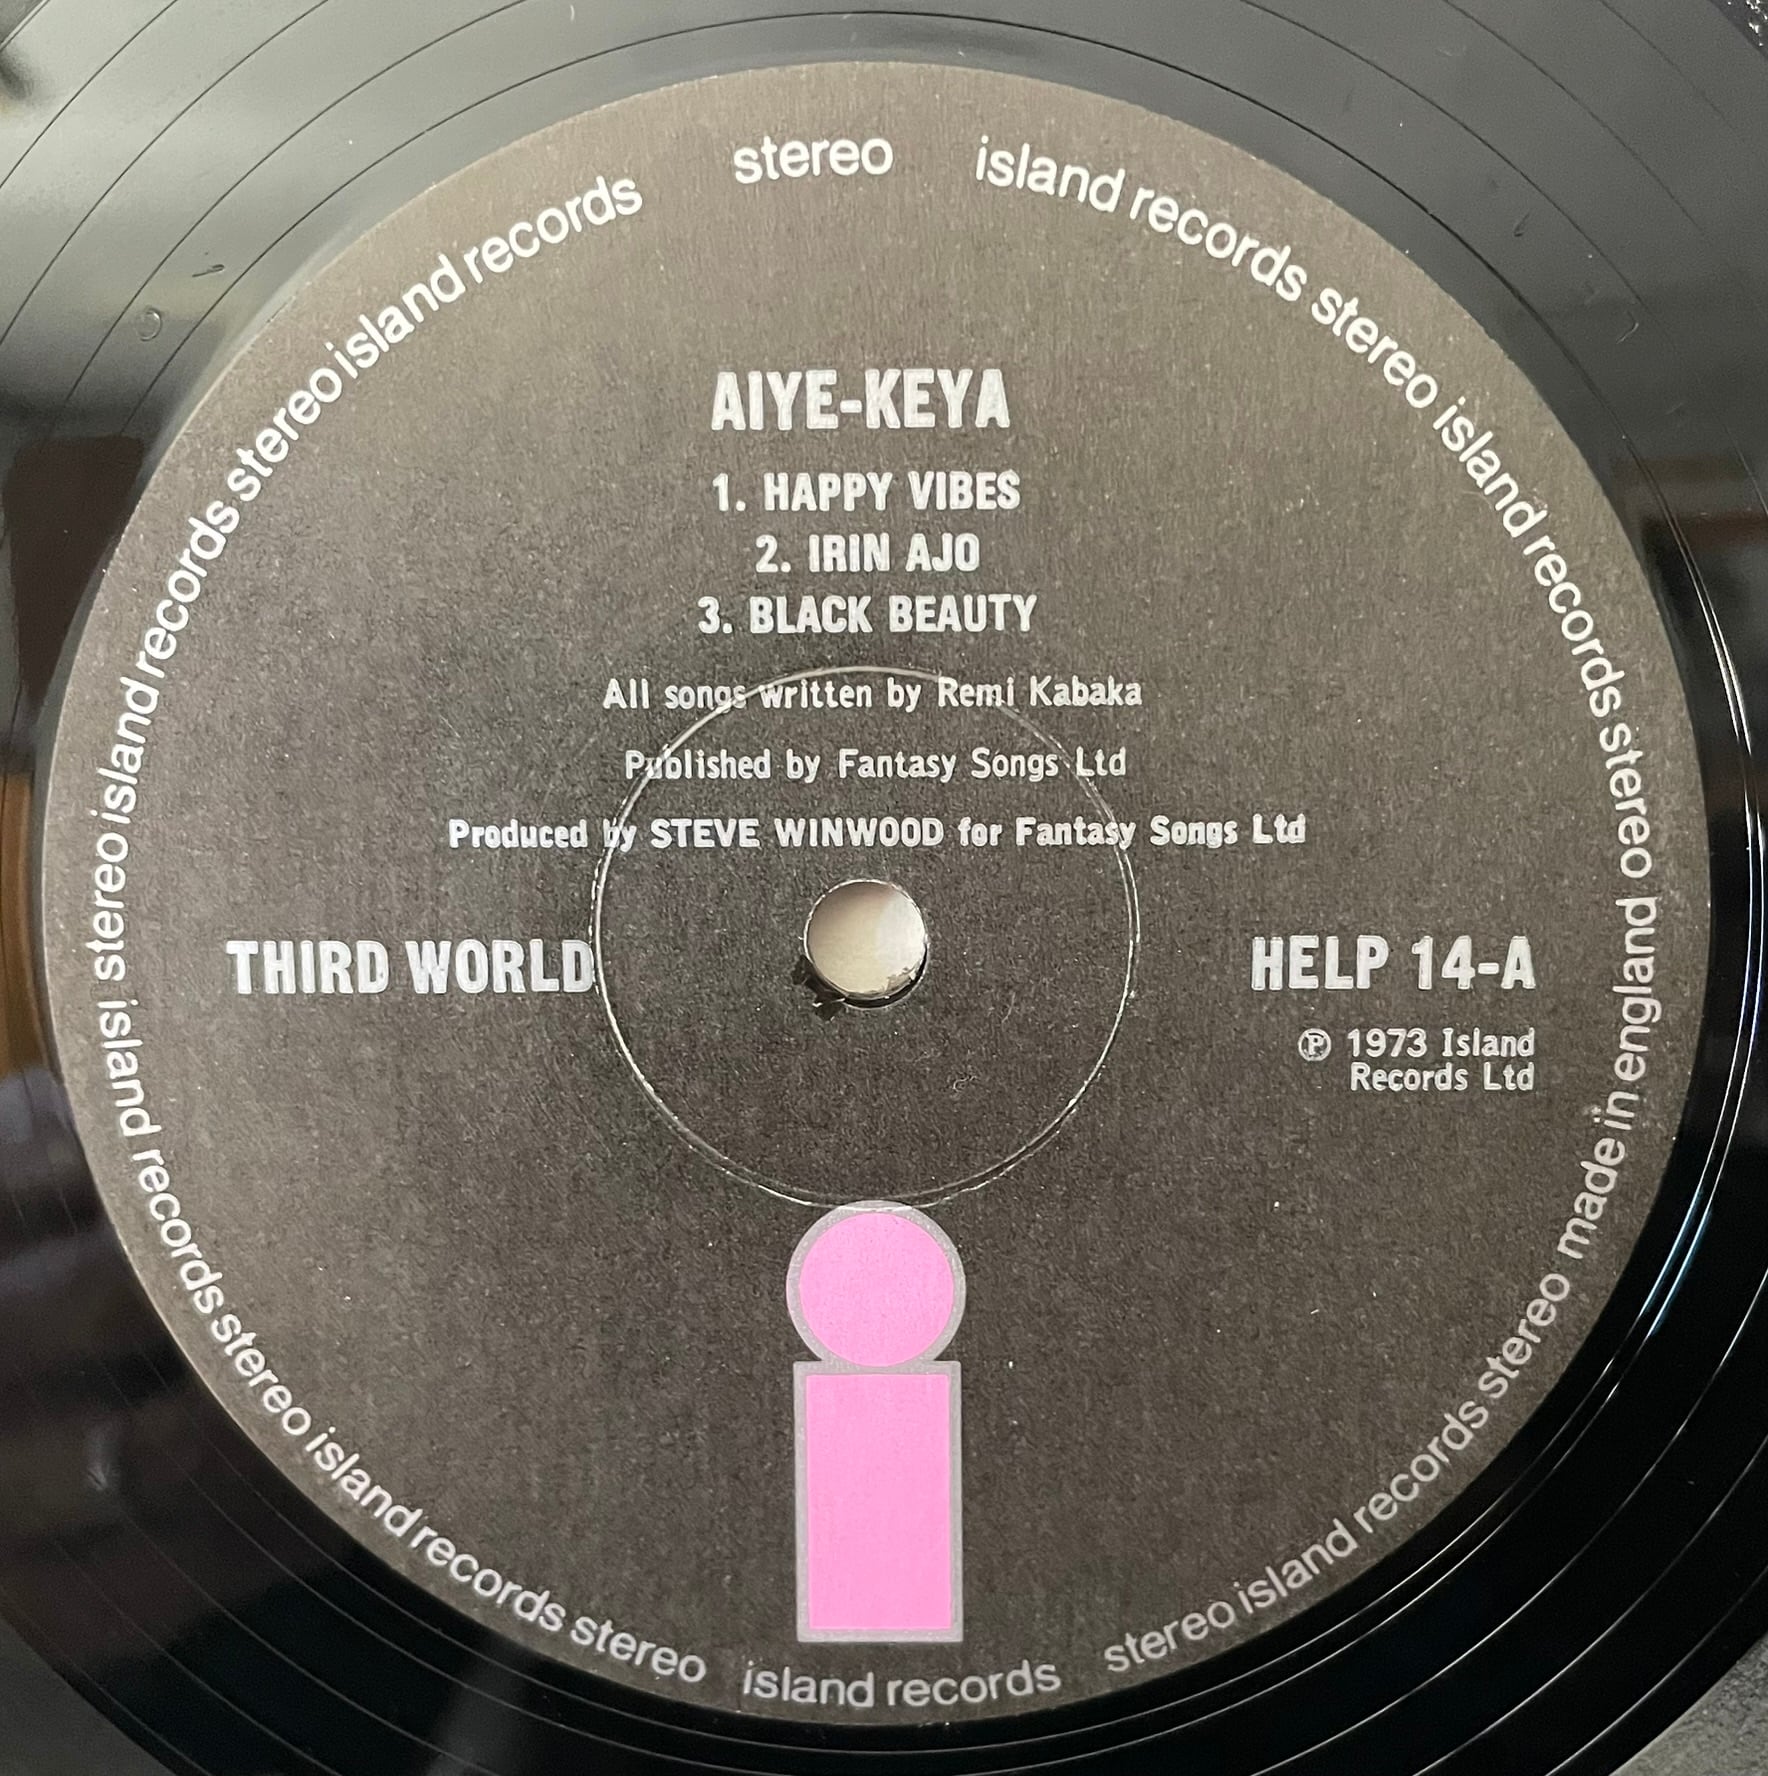 stereo island records stereo island records stereo made in england
stereo island records stereo island records stereo island records stereo island records stereo island records stereo island records
AIYE-KEYA
1. HAPPY VIBES
2. IRIN AJO
3. BLACK BEAUTY
All songs written by Remi Kabaka
Published by Fantasy Songs Ltd
Produced by STEVE WINWOOD for Fantasy Songs Ltd
THIRD WORLD
HELP 14-A
℗ 1973 Island
Records Ltd
i